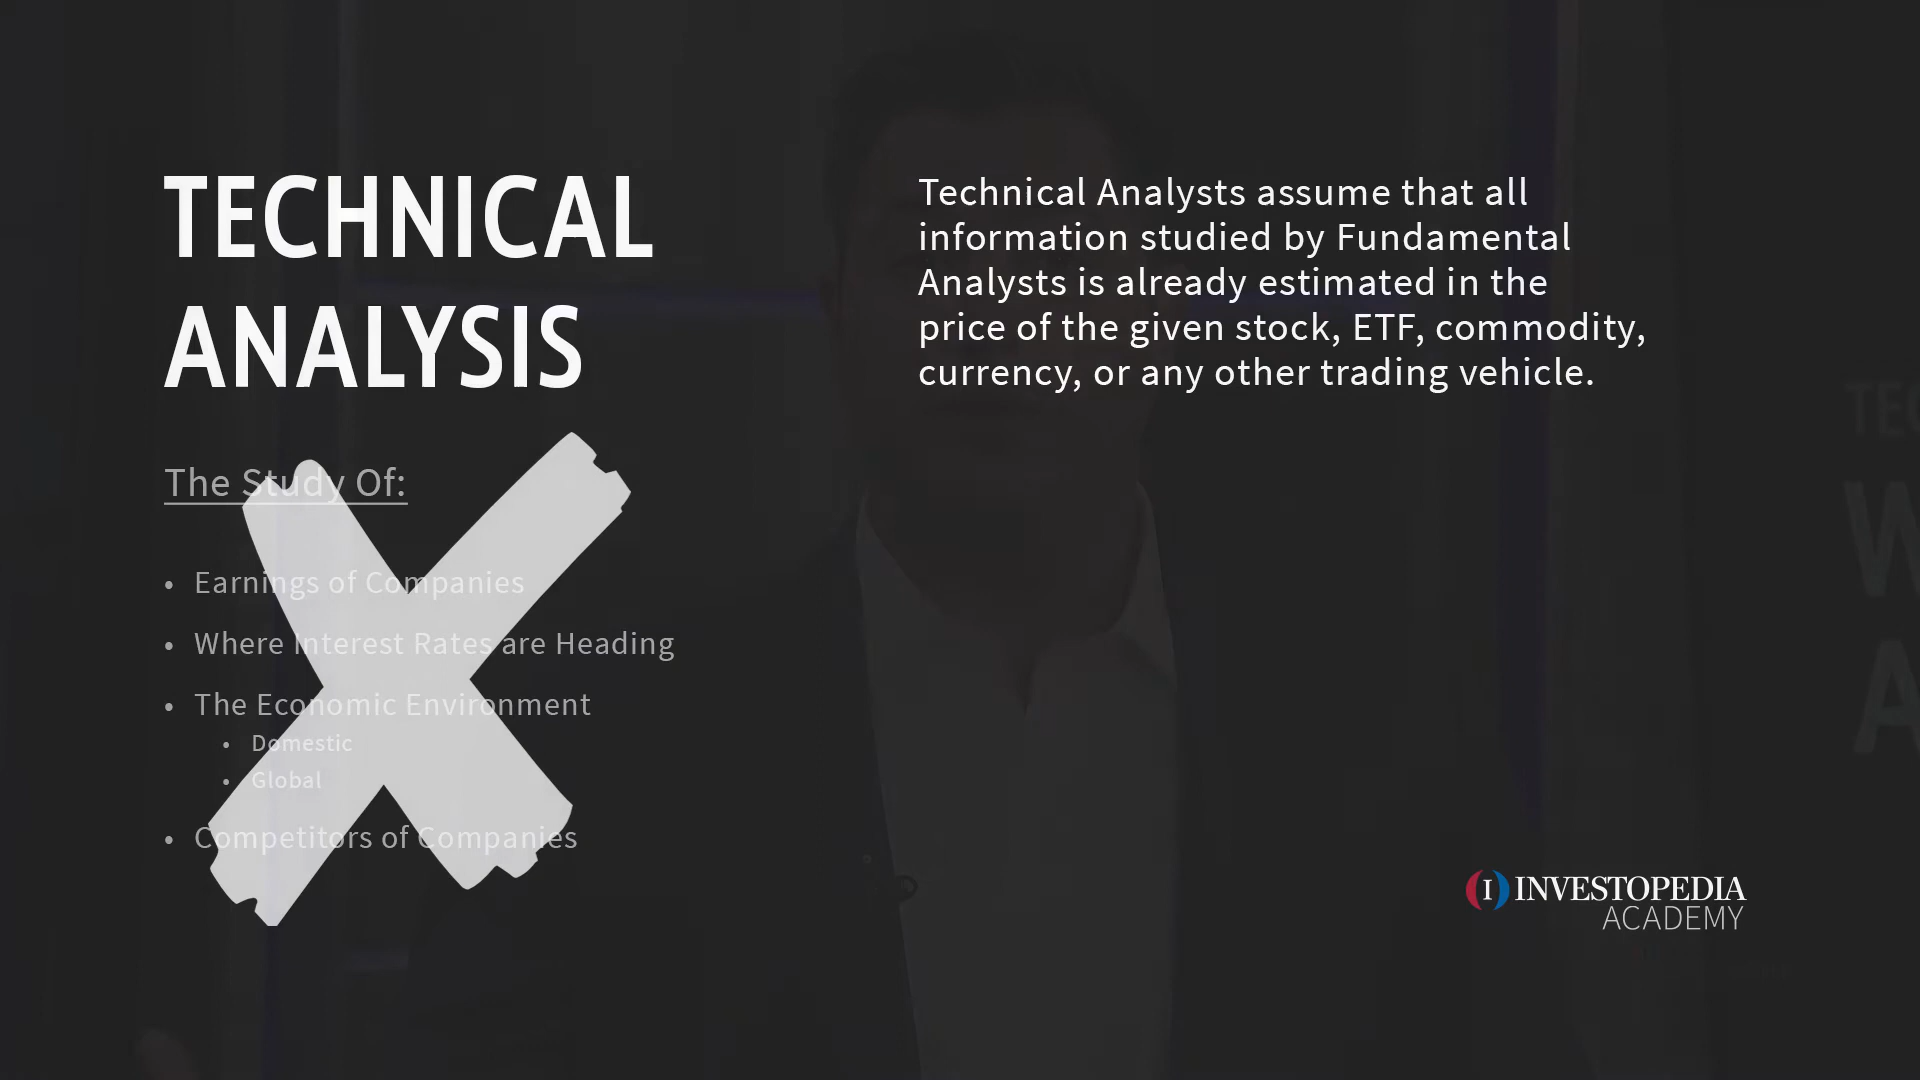 TECHNICAL
ANALYSIS
The Study Of:
• Earnings of Companies
• Where Interest Rates are Heading
• The Economic Environment
• Domestic
• Global
• Competitors of Companies
Technical Analysts assume that all
information studied by Fundamental
Analysts is already estimated in the
price of the given stock, ETF, commodity,
currency, or any other trading vehicle.
TEC
W
A
I INVESTOPEDIA
ACADEMY